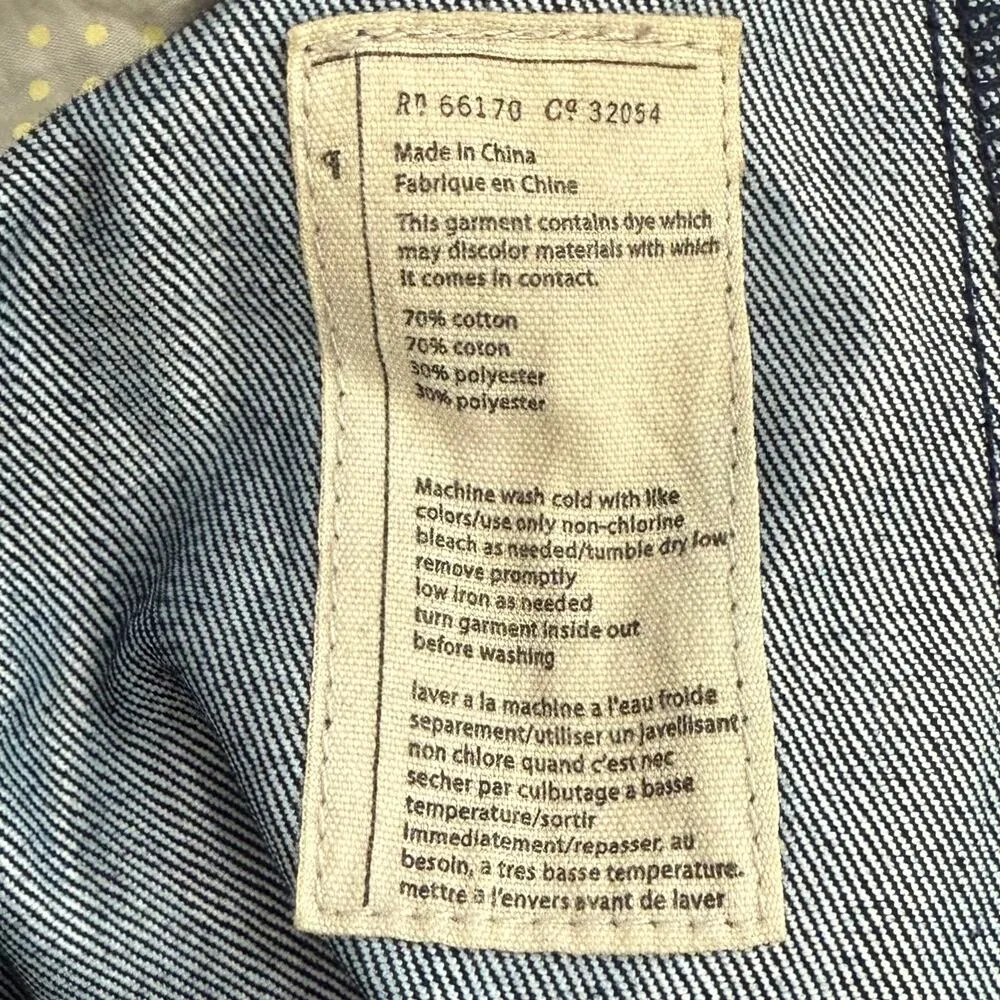 Rn 66170 Ca 32054
Made in China
Fabrique en Chine
This garment contains dye which
may discolor materials with which
it comes in contact.
70% cotton
70% coton
30% polyester
30% polyester
Machine wash cold with like
colors/use only non-chlorine
bleach as needed/tumble dry low
remove promptly
low iron as needed
turn garment inside out
before washing
laver a la machine a l'eau froide
separement/utiliser un javellisant
non chlore quand c'est nec
secher par culbutage a basse
temperature/sortir
immediatement/repasser, au
besoin, a tres basse temperature.
mettre a l'envers avant de laver